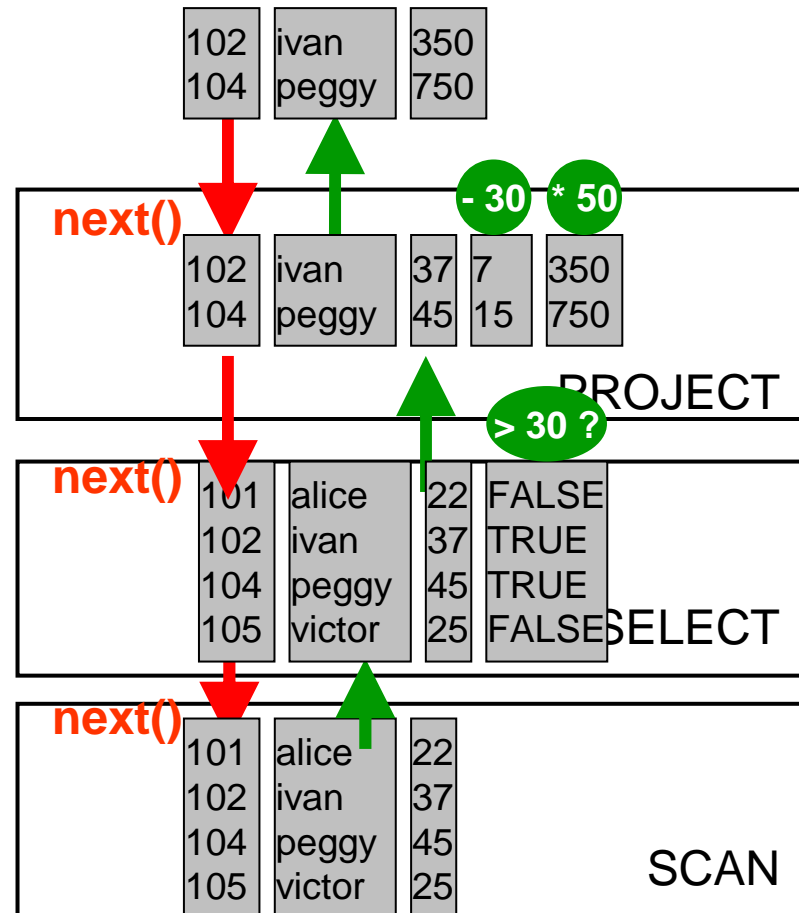 102 ivan 350
104 peggy 750
- 30 * 50
next()
102 ivan 37 7 350
104 peggy 45 15 750
PROJECT
> 30 ?
next()
101 alice 22 FALSE
102 ivan 37 TRUE
104 peggy 45 TRUE
105 victor 25 FALSE
SELECT
next()
101 alice 22
102 ivan 37
104 peggy 45
105 victor 25
SCAN